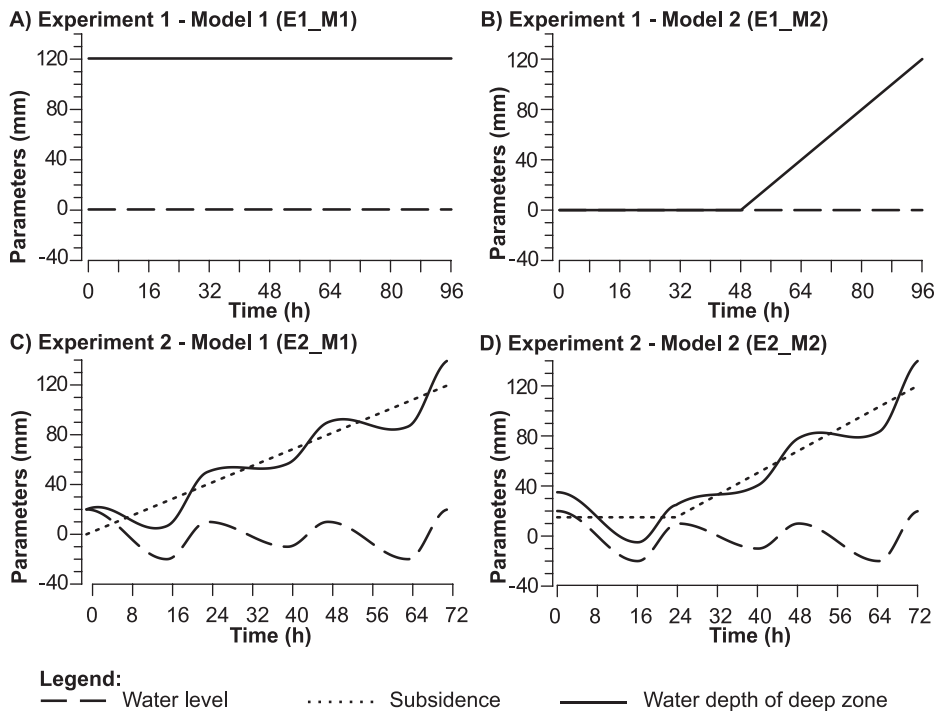 A) Experiment 1 - Model 1 (E1_M1)
Parameters (mm)
120
80
40
0
-40
0 16 32 48 64 80 96
Time (h)
B) Experiment 1 - Model 2 (E1_M2)
Parameters (mm)
120
80
40
0
-40
0 16 32 48 64 80 96
Time (h)
C) Experiment 2 - Model 1 (E2_M1)
Parameters (mm)
120
80
40
0
-40
0 8 16 24 32 40 48 56 64 72
Time (h)
D) Experiment 2 - Model 2 (E2_M2)
Parameters (mm)
120
80
40
0
-40
0 8 16 24 32 40 48 56 64 72
Time (h)
Legend:
Water level Subsidence Water depth of deep zone